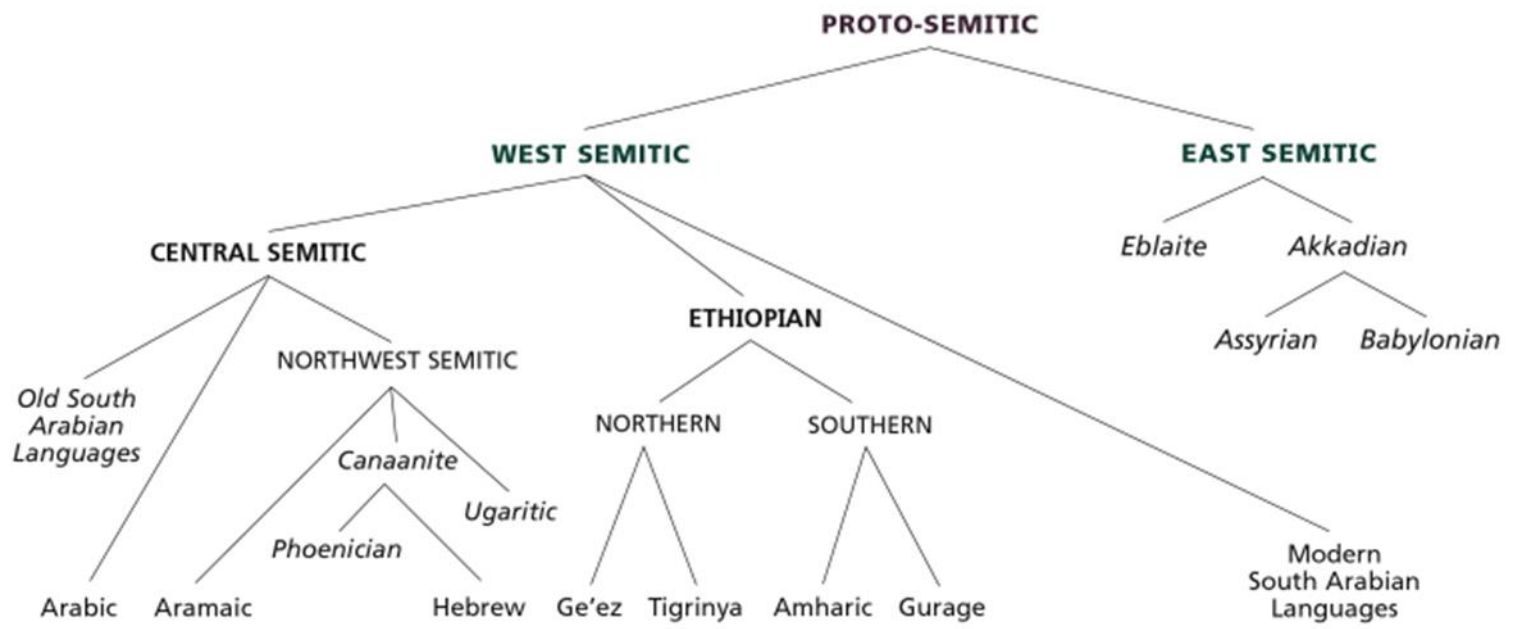 PROTO-SEMITIC
WEST SEMITIC
EAST SEMITIC
CENTRAL SEMITIC
Eblaite
Akkadian
ETHIOPIAN
Assyrian
Babylonian
NORTHWEST SEMITIC
Old South
Arabian
Languages
NORTHERN
SOUTHERN
Canaanite
Ugaritic
Phoenician
Modern
South Arabian
Languages
Arabic
Aramaic
Hebrew
Ge’ez
Tigrinya
Amharic
Gurage